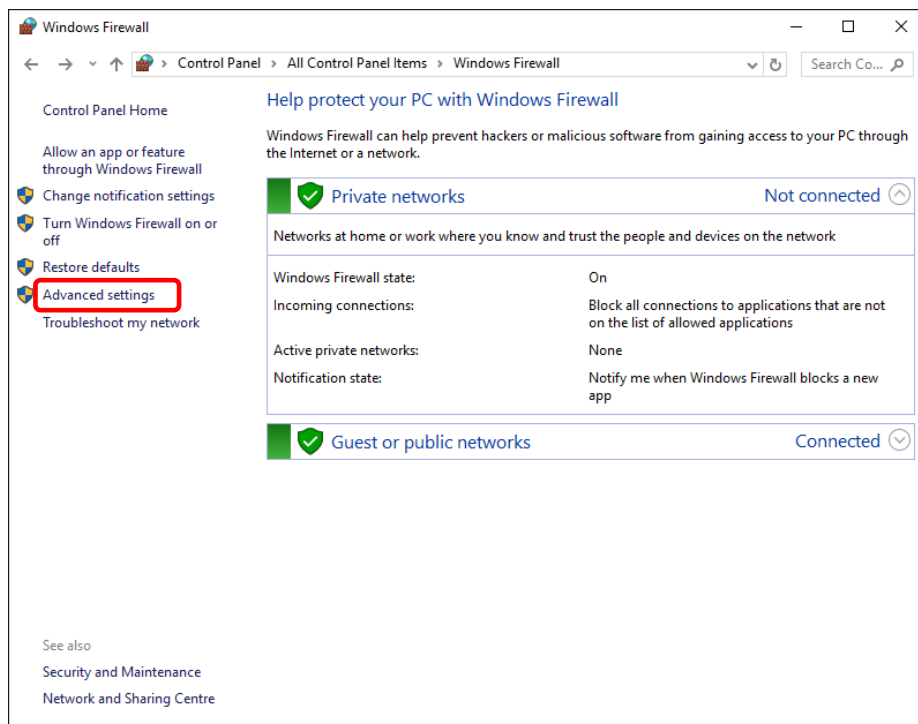 Windows Firewall
Control Panel > All Control Panel Items > Windows Firewall
Search Co...
Control Panel Home
Allow an app or feature
through Windows Firewall
Change notification settings
Turn Windows Firewall on or
off
Restore defaults
Advanced settings
Troubleshoot my network
See also
Security and Maintenance
Network and Sharing Centre
Help protect your PC with Windows Firewall
Windows Firewall can help prevent hackers or malicious software from gaining access to your PC through
the Internet or a network.
Private networks Not connected
Networks at home or work where you know and trust the people and devices on the network
Windows Firewall state: On
Incoming connections: Block all connections to applications that are not
on the list of allowed applications
Active private networks: None
Notification state: Notify me when Windows Firewall blocks a new
app
Guest or public networks Connected